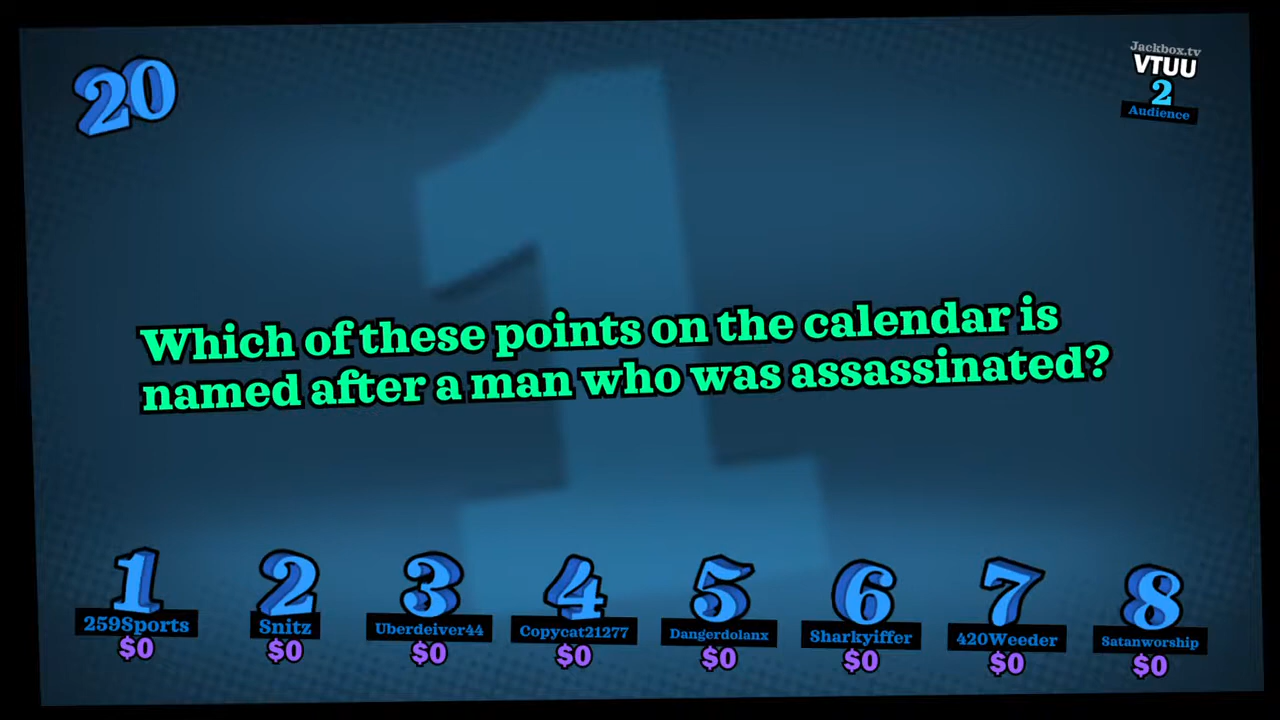 20
Jackbox.tv
VTUU
2
Audience
1
Which of these points on the calendar is
named after a man who was assassinated?
1 2 3 4 5 6 7 8
259Sports Snitz Uberdeiver44 Copycat21277 Dangerdolanx Sharkyiffer 420Weeder Satanworship
$0 $0 $0 $0 $0 $0 $0 $0